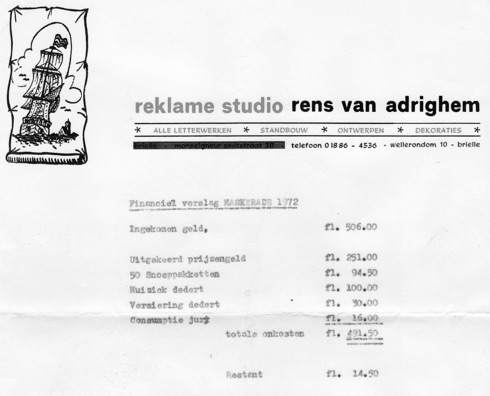 reklame studio rens van adrighem
* ALLE LETTERWERKEN * STANDBOUW * ONTWERPEN * DEKORATIES *
brielle - monseigneur smitstraat 30 - telefoon 01886 - 4536 - wellerondom 10 - brielle
Financiël verslag MASKERADE 1972
Ingekomen geld, fl. 506.00
Uitgekeerd prijzengeld fl. 251.00
50 Snoeppakketten fl. 94.50
Muiziek dedert fl. 100.00
Versiering dedert fl. 30.00
Consumptie jury fl. 16.00
totale onkosten fl. 491.50
Restant fl. 14.50